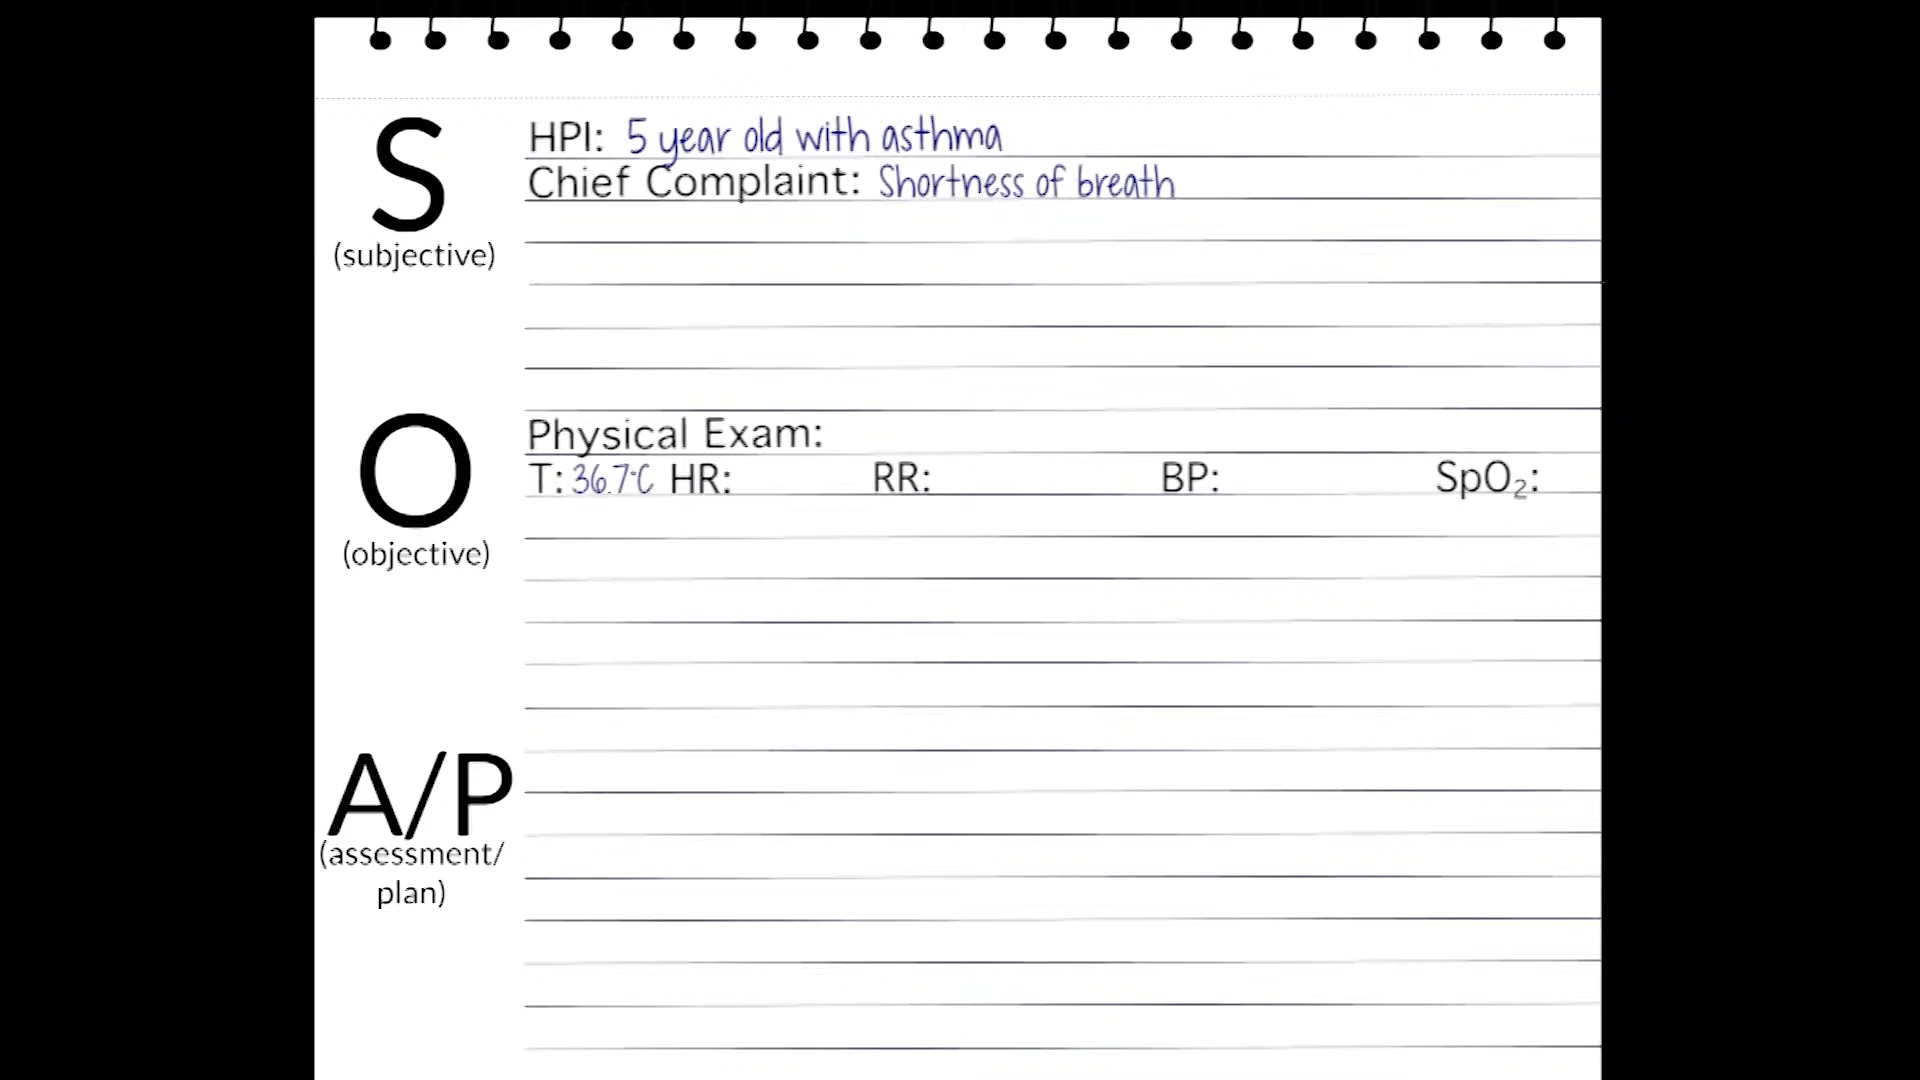 S
(subjective)
HPI: 5 year old with asthma
Chief Complaint: Shortness of breath
O
(objective)
Physical Exam:
T: 36.7°C HR: RR: BP: SpO₂:
A/P
(assessment/
plan)